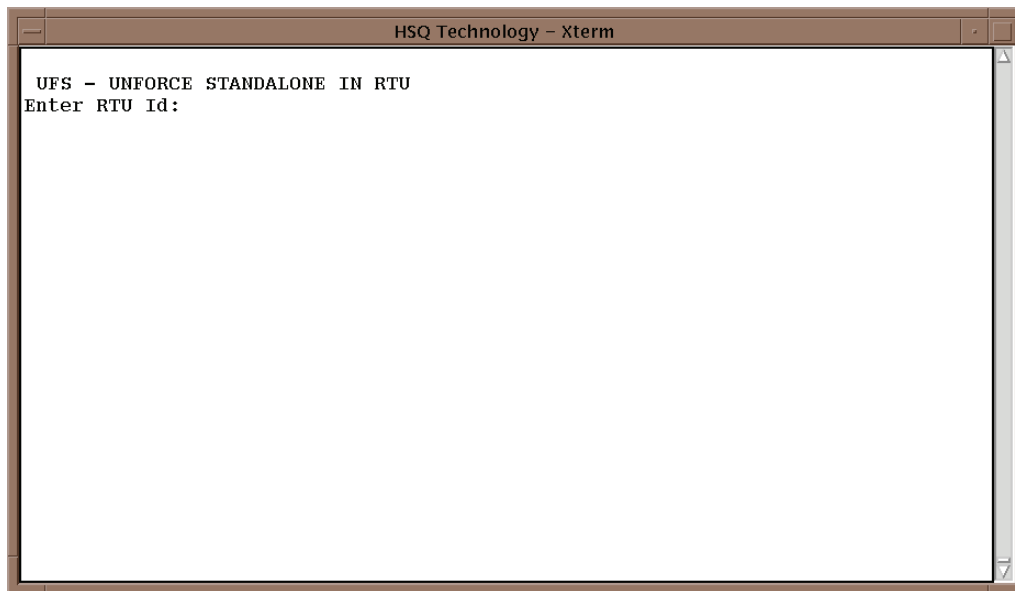 HSQ Technology – Xterm
UFS – UNFORCE STANDALONE IN RTU
Enter RTU Id: